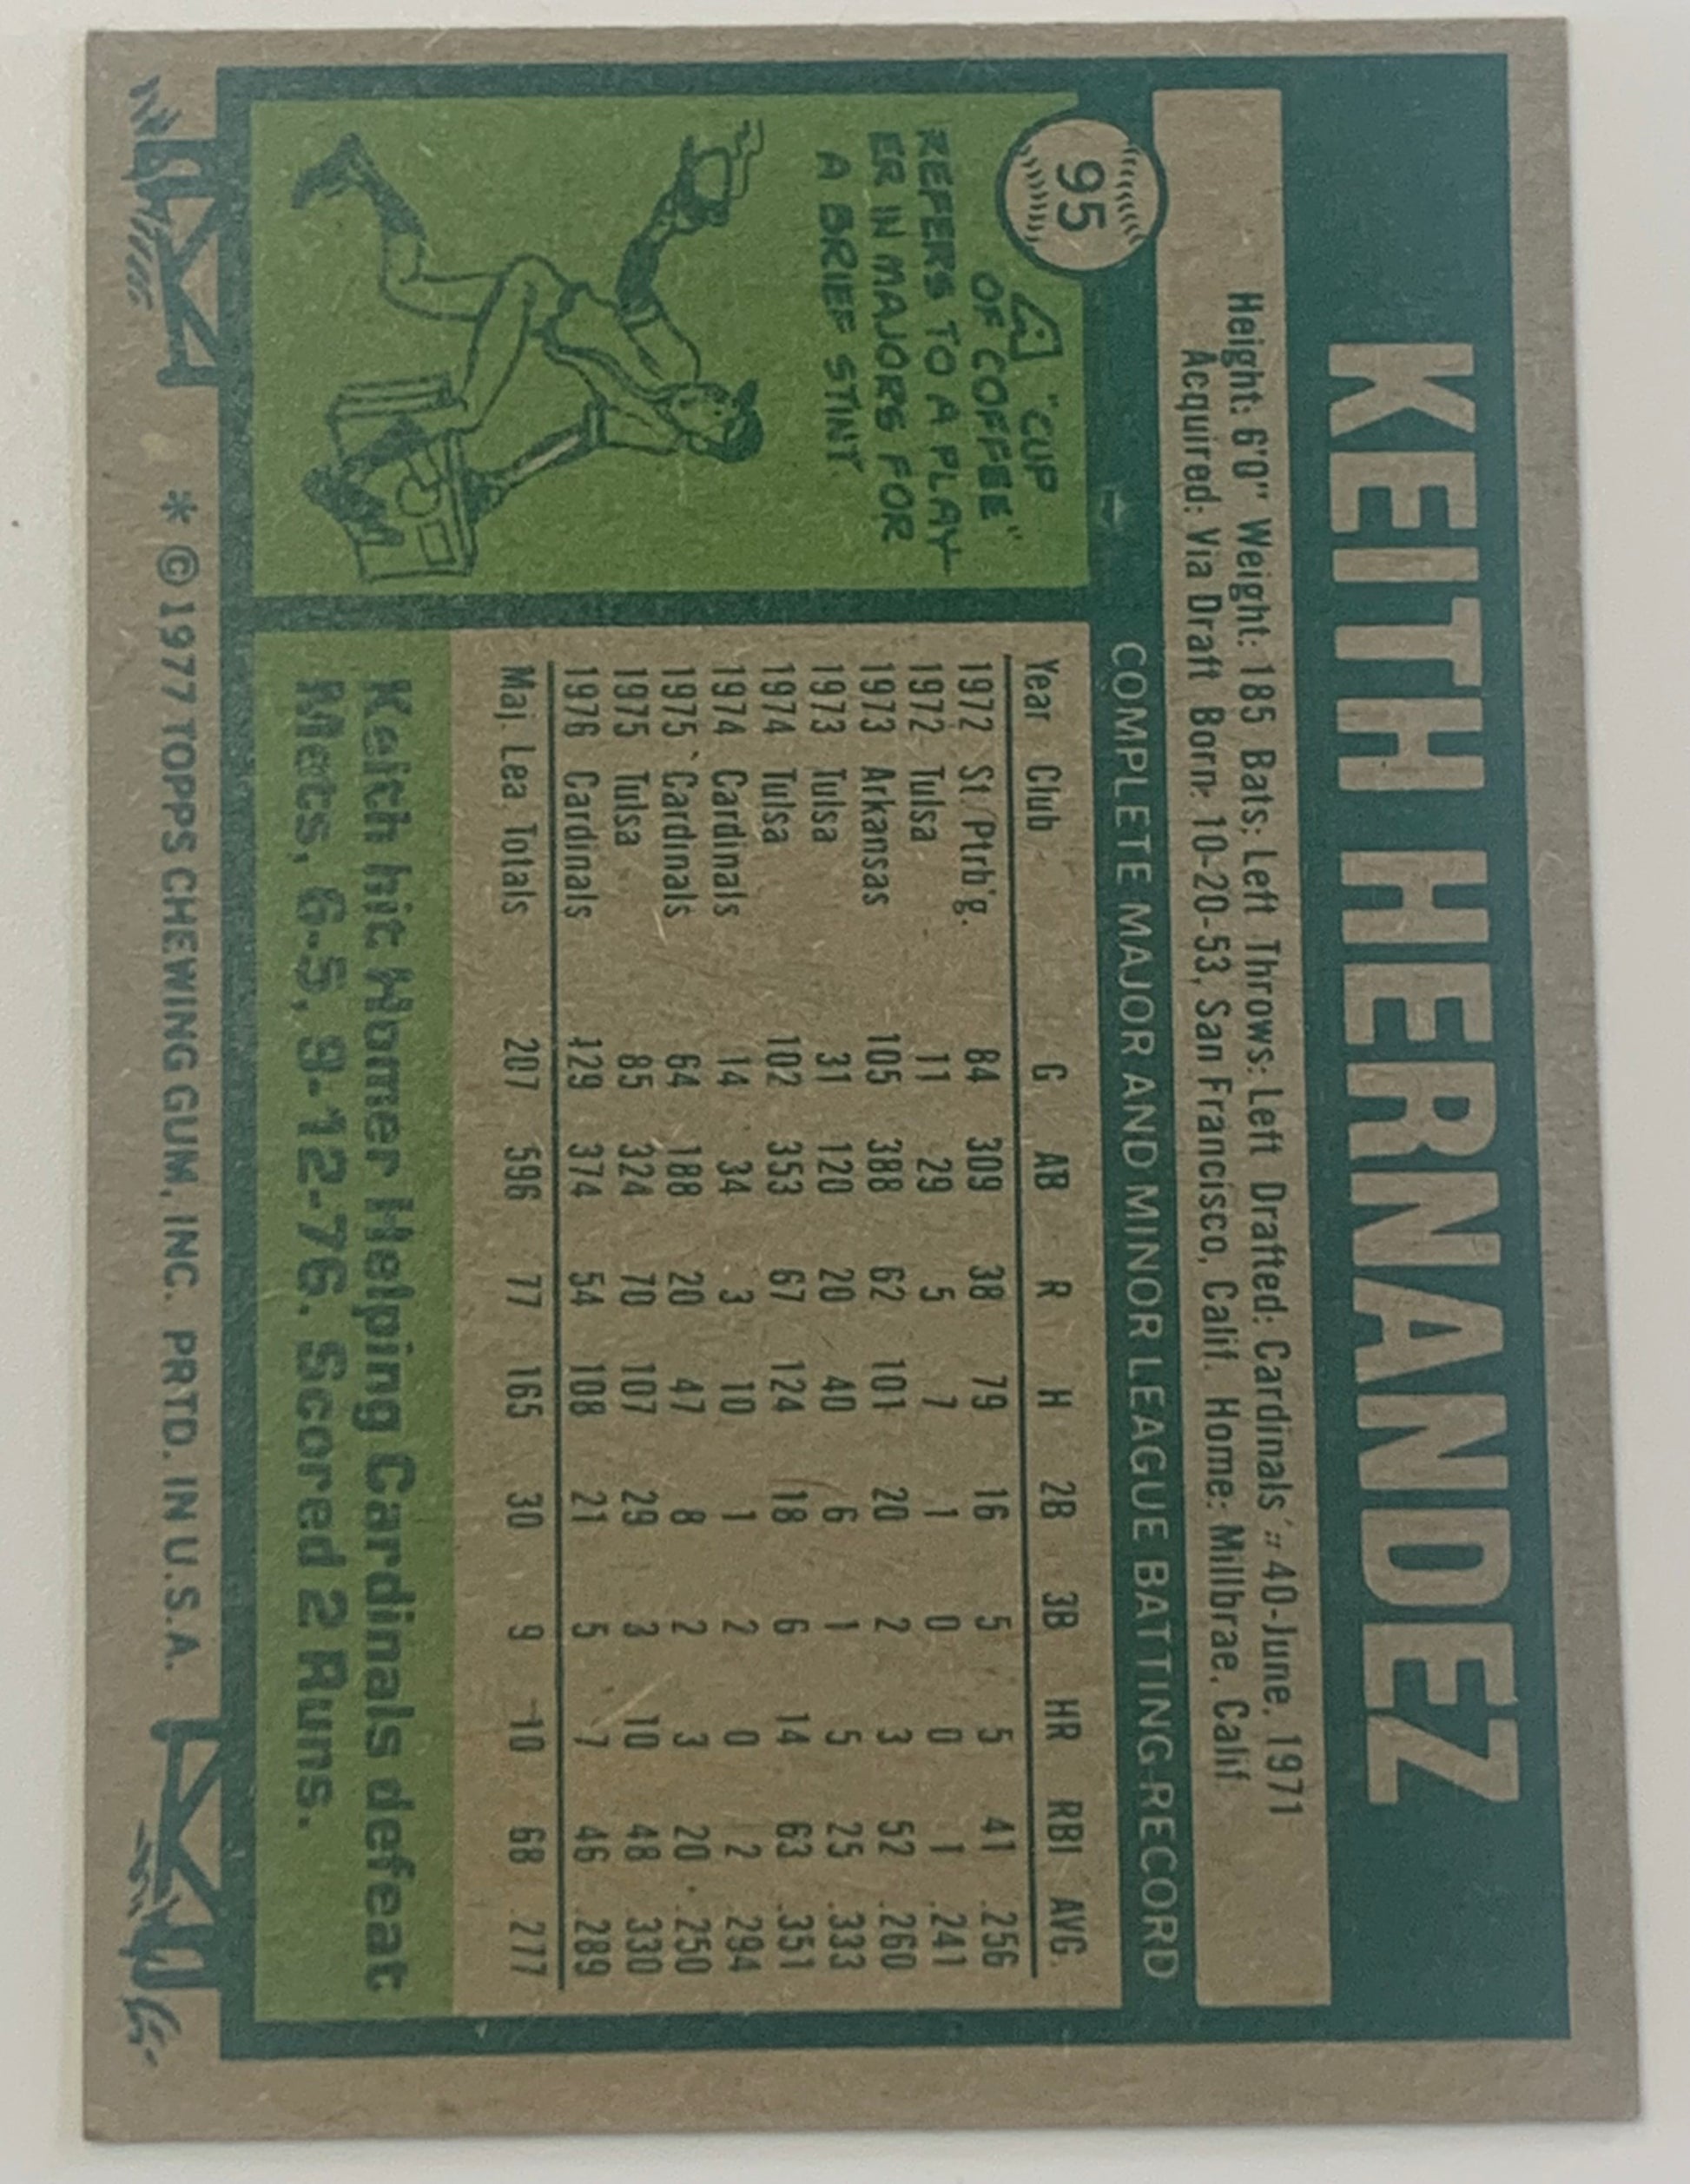 KEITH HERNANDEZ
Height: 6'0" Weight: 185 Bats: Left Throws: Left Drafted: Cardinals '# 40-June, 1971
Acquired: Via Draft Born: 10-20-53, San Francisco, Calif. Home: Millbrae, Calif.
95
COMPLETE MAJOR AND MINOR LEAGUE BATTING RECORD
A "CUP
OF COFFEE"
REFERS TO A PLAY-
ER IN MAJORS FOR
A BRIEF STINT.
Year Club G AB R H 2B 3B HR RBI AVG.
1972 St. Ptrb'g. 84 309 38 79 16 5 5 41 .256
1972 Tulsa 11 29 5 7 1 0 0 1 .241
1973 Arkansas 105 388 62 101 20 2 3 52 .260
1973 Tulsa 31 120 20 40 6 1 5 25 .333
1974 Tulsa 102 353 67 124 18 6 14 63 .351
1974 Cardinals 14 34 3 10 1 2 0 2 .294
1975 Cardinals 64 188 20 47 8 2 3 20 .250
1975 Tulsa 85 324 70 107 29 3 10 48 .330
1976 Cardinals 129 374 54 108 21 5 7 46 .289
Maj. Lea. Totals 207 596 77 165 30 9 10 68 .277
Keith hit Homer Helping Cardinals defeat
Mets, 6-5, 9-12-76. Scored 2 Runs.
* © 1977 TOPPS CHEWING GUM, INC. PRTD. IN U.S.A.